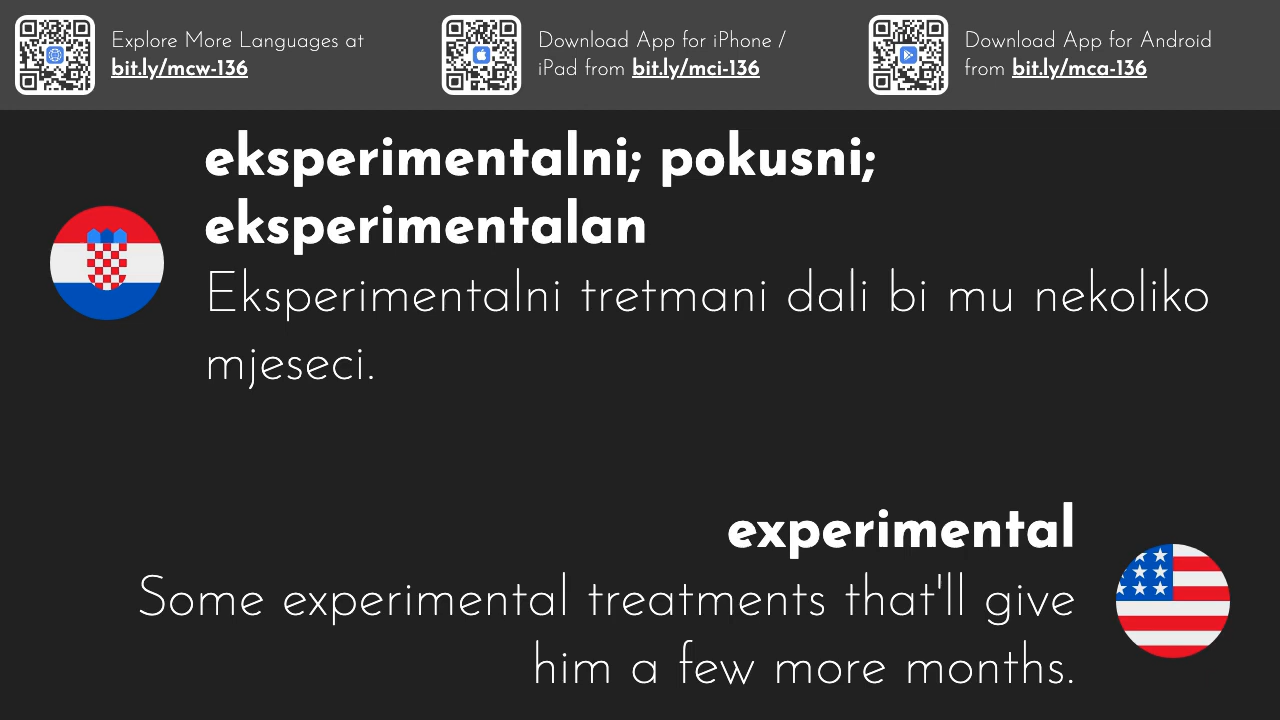 Explore More Languages at
bit.ly/mcw-136
Download App for iPhone /
iPad from bit.ly/mci-136
Download App for Android
from bit.ly/mca-136
eksperimentalni; pokusni;
eksperimentalan
Eksperimentalni tretmani dali bi mu nekoliko
mjeseci.
experimental
Some experimental treatments that'll give
him a few more months.